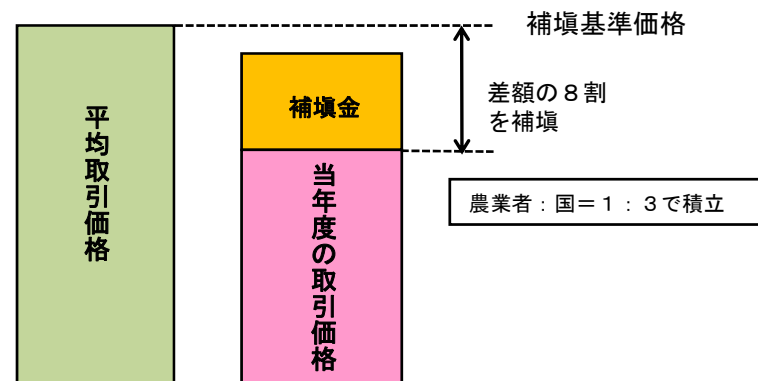 補塡基準価格
平均取引価格
補塡金
差額の８割
を補塡
当年度の取引価格
農業者：国＝１：３で積立